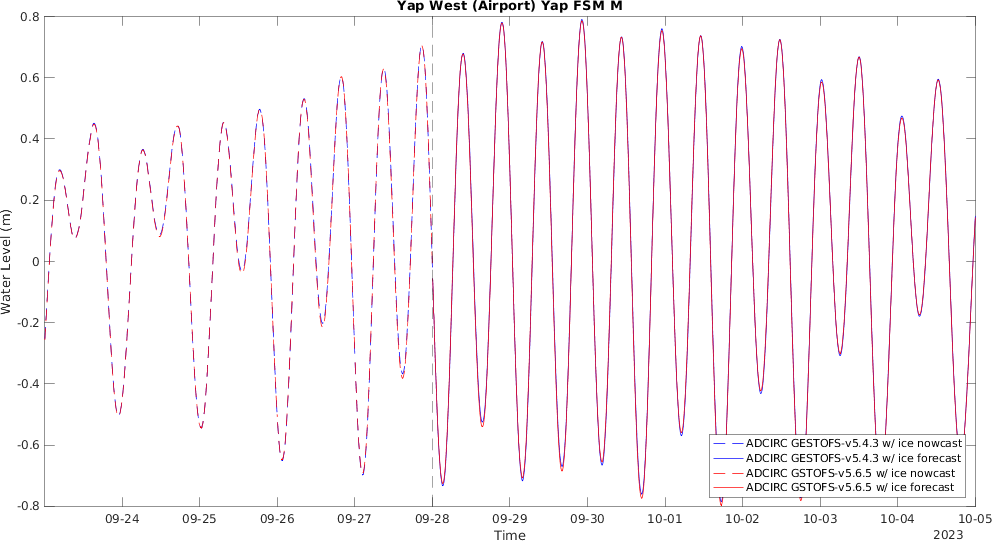 Yap West (Airport) Yap FSM M
Water Level (m)
0.8
0.6
0.4
0.2
0
-0.2
-0.4
-0.6
-0.8
ADCIRC GESTOFS-v5.4.3 w/ ice nowcast
ADCIRC GESTOFS-v5.4.3 w/ ice forecast
ADCIRC GSTOFS-v5.6.5 w/ ice nowcast
ADCIRC GSTOFS-v5.6.5 w/ ice forecast
09-24 09-25 09-26 09-27 09-28 09-29 09-30 10-01 10-02 10-03 10-04 10-05
Time
2023